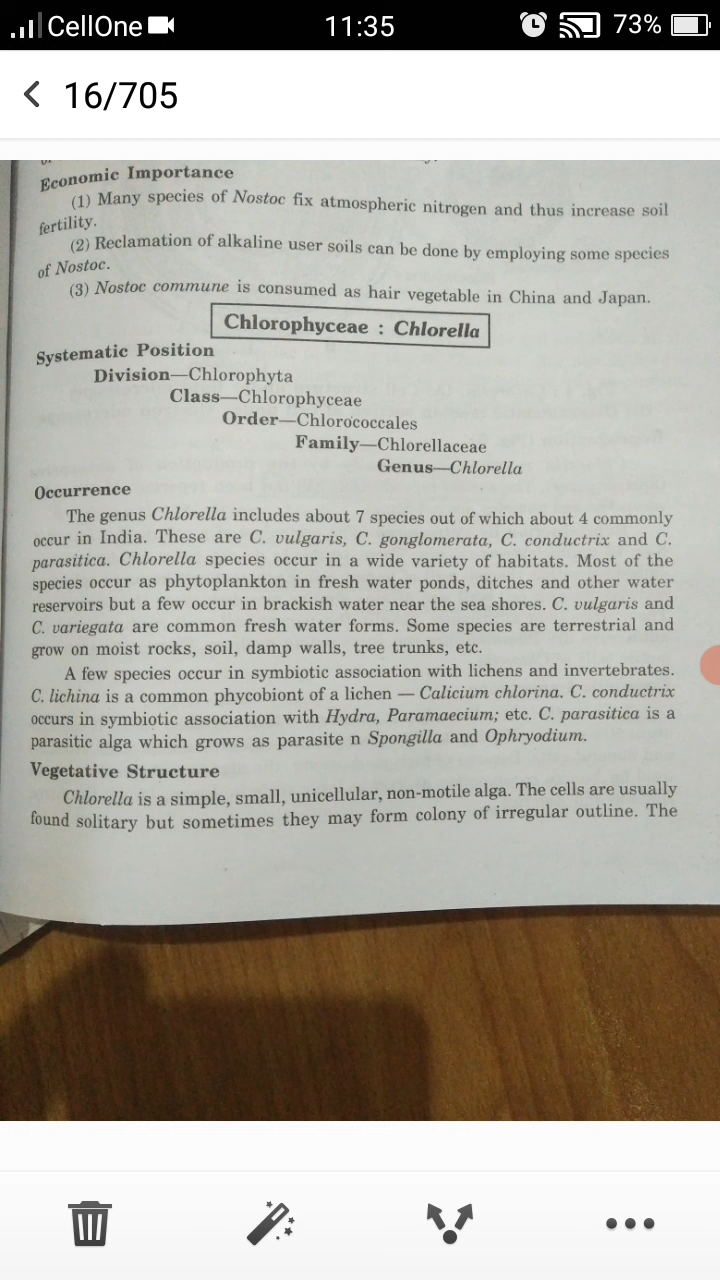 CellOne
11:35
73%
16/705
Economic Importance
(1) Many species of Nostoc fix atmospheric nitrogen and thus increase soil
fertility.
(2) Reclamation of alkaline user soils can be done by employing some species
of Nostoc.
(3) Nostoc commune is consumed as hair vegetable in China and Japan.
Chlorophyceae : Chlorella
Systematic Position
Division—Chlorophyta
Class—Chlorophyceae
Order—Chlorococcales
Family—Chlorellaceae
Genus—Chlorella
Occurrence
The genus Chlorella includes about 7 species out of which about 4 commonly
occur in India. These are C. vulgaris, C. gonglomerata, C. conductrix and C.
parasitica. Chlorella species occur in a wide variety of habitats. Most of the
species occur as phytoplankton in fresh water ponds, ditches and other water
reservoirs but a few occur in brackish water near the sea shores. C. vulgaris and
C. variegata are common fresh water forms. Some species are terrestrial and
grow on moist rocks, soil, damp walls, tree trunks, etc.
A few species occur in symbiotic association with lichens and invertebrates.
C. lichina is a common phycobiont of a lichen — Calicium chlorina. C. conductrix
occurs in symbiotic association with Hydra, Paramaecium; etc. C. parasitica is a
parasitic alga which grows as parasite n Spongilla and Ophryodium.
Vegetative Structure
Chlorella is a simple, small, unicellular, non-motile alga. The cells are usually
found solitary but sometimes they may form colony of irregular outline. The